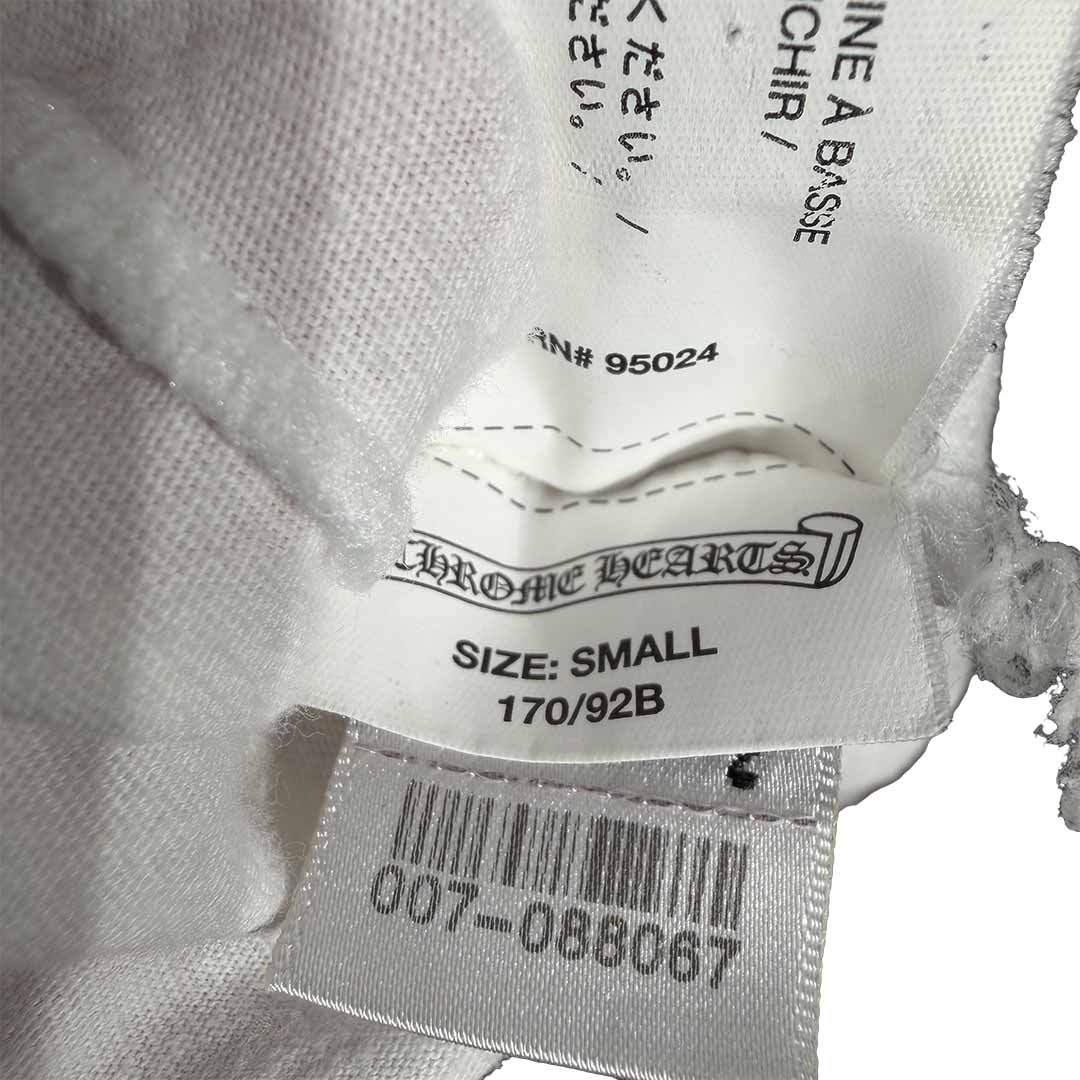 ください。/
ださい。/
INE A BASSE
ICHIR /
RN# 95024
CHROME HEARTS
SIZE: SMALL
170/92B
007-088067